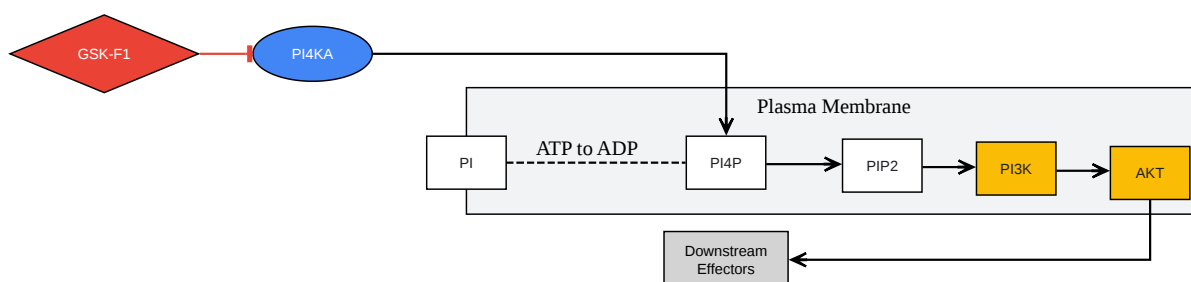 GSK-F1
PI4KA
Plasma Membrane
ATP to ADP
PI
PI4P
PIP2
PI3K
AKT
Downstream
Effectors